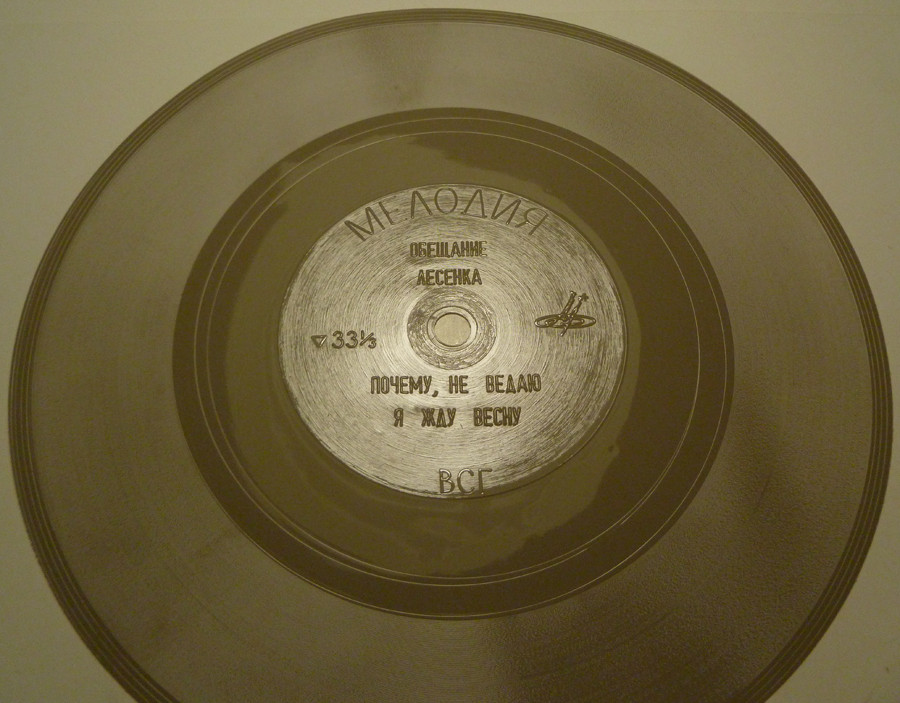 МЕЛОДИЯ
ОБЕЩАНИЕ
ЛЕСЕНКА
33⅓
ПОЧЕМУ, НЕ ВЕДАЮ
Я ЖДУ ВЕСНУ
ВСГ